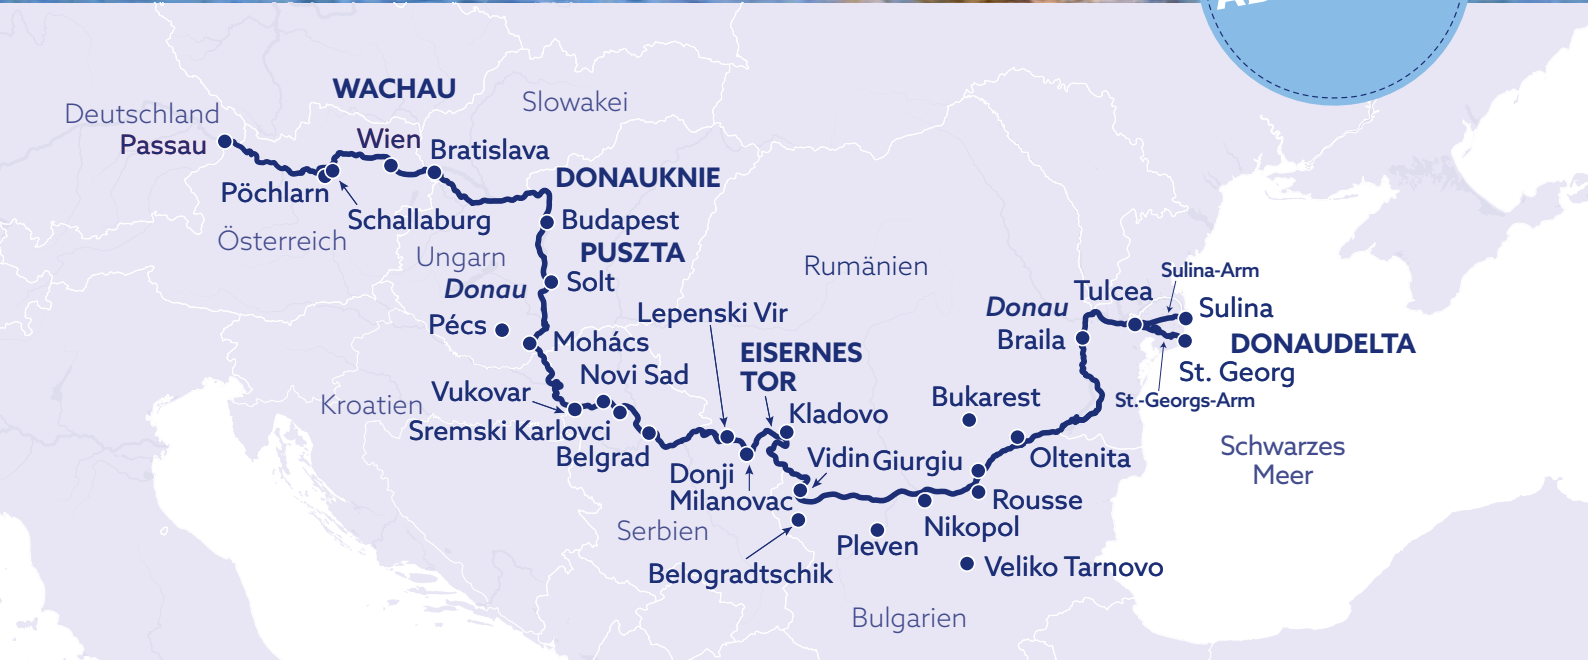 WACHAU
Slowakei
Deutschland
Passau
Wien
Bratislava
DONAUKNIE
Pöchlarn
Schallaburg
Budapest
Österreich
Ungarn
PUSZTA
Donau
Solt
Rumänien
Sulina-Arm
Tulcea
Sulina
Donau
Braila
DONAUDELTA
St. Georg
St.-Georgs-Arm
Lepenski Vir
Pécs
Mohács
EISERNES
TOR
Novi Sad
Vukovar
Kroatien
Kladovo
Bukarest
Sremski Karlovci
Belgrad
Vidin
Giurgiu
Oltenita
Schwarzes
Meer
Donji
Milanovac
Rousse
Serbien
Nikopol
Pleven
Belogradtschik
Veliko Tarnovo
Bulgarien